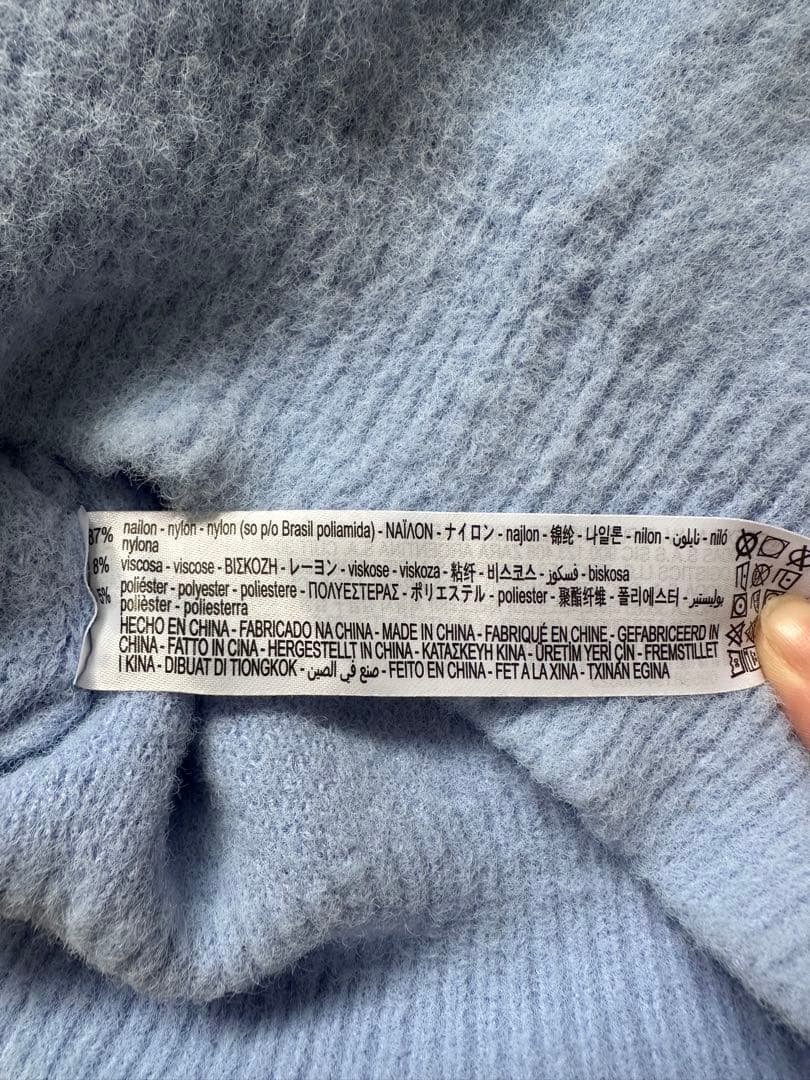 87% nailon - nylon - nylon (so p/o Brasil poliamida) - ΝΑΪΛΟΝ - ナイロン - najlon - 锦纶 - 나일론 - nilon - نايلون - niló
nylona
8% viscosa - viscose - ΒΙΣΚΟΖΗ - レーヨン - viskose - viskoza - 粘纤 - 비스코스 - فسكوز - biskosa
5% poliéster - polyester - poliestere - ΠΟΛΥΕΣΤΕΡΑΣ - ポリエステル - poliester - 聚酯纤维 - 폴리에스터 - بوليستير
polièster - poliesterra
HECHO EN CHINA - FABRICADO NA CHINA - MADE IN CHINA - FABRIQUÉ EN CHINE - GEFABRICEERD IN
CHINA - FATTO IN CINA - HERGESTELLT IN CHINA - ΚΑΤΑΣΚΕΥΗ ΚΙΝΑ - ÜRETİM YERİ ÇİN - FREMSTILLET
I KINA - DIBUAT DI TIONGKOK - صنع في الصين - FEITO EN CHINA - FET A LA XINA - TXINAN EGINA